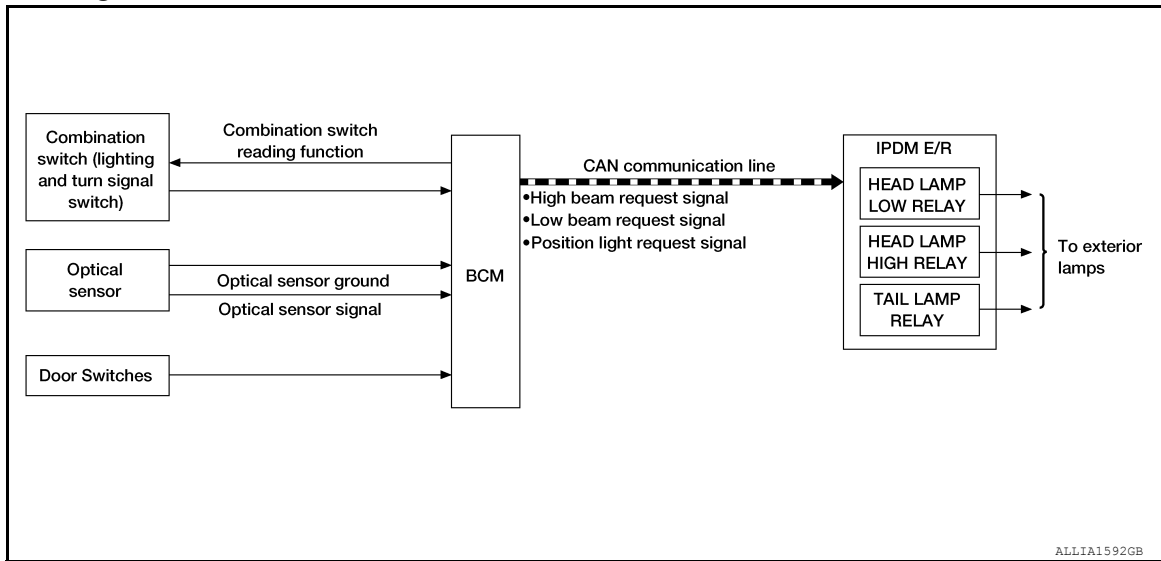 Combination
switch (lighting
and turn signal
switch)
Combination switch
reading function
Optical
sensor
Optical sensor ground
Optical sensor signal
Door Switches
BCM
CAN communication line
•High beam request signal
•Low beam request signal
•Position light request signal
IPDM E/R
HEAD LAMP
LOW RELAY
HEAD LAMP
HIGH RELAY
TAIL LAMP
RELAY
To exterior
lamps
ALLIA1592GB